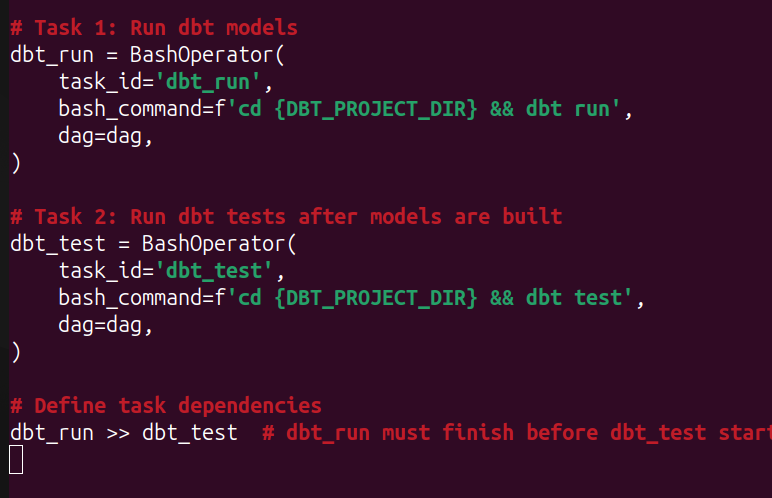 # Task 1: Run dbt models
dbt_run = BashOperator(
    task_id='dbt_run',
    bash_command=f'cd {DBT_PROJECT_DIR} && dbt run',
    dag=dag,
)
# Task 2: Run dbt tests after models are built
dbt_test = BashOperator(
    task_id='dbt_test',
    bash_command=f'cd {DBT_PROJECT_DIR} && dbt test',
    dag=dag,
)
# Define task dependencies
dbt_run >> dbt_test  # dbt_run must finish before dbt_test start